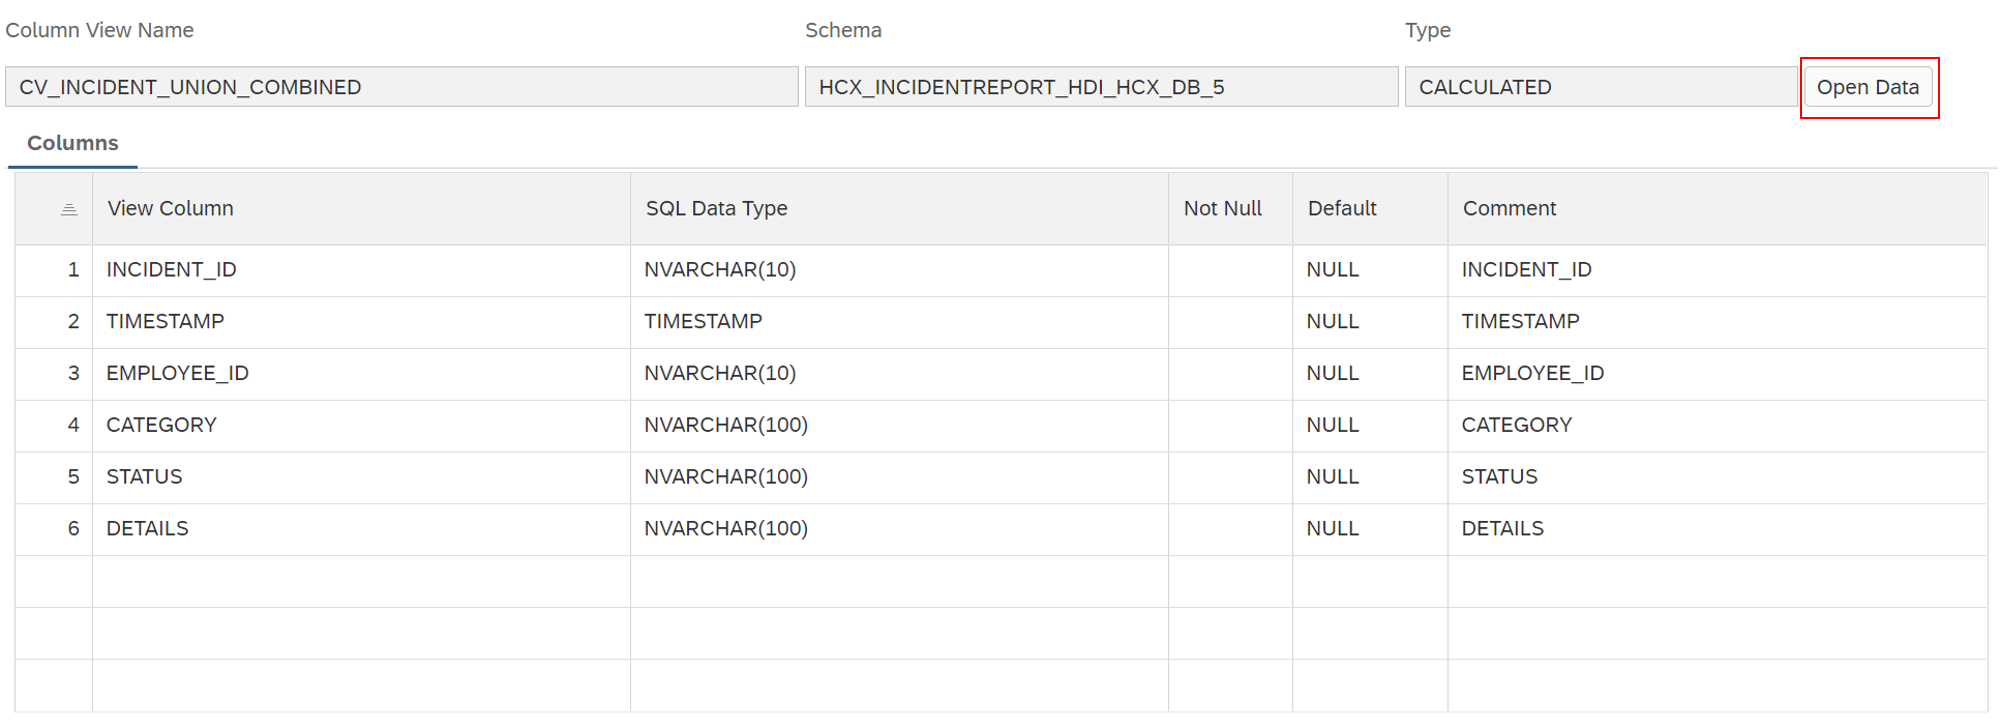 Column View Name Schema Type
CV_INCIDENT_UNION_COMBINED HCX_INCIDENTREPORT_HDI_HCX_DB_5 CALCULATED Open Data
Columns
View Column SQL Data Type Not Null Default Comment
1 INCIDENT_ID NVARCHAR(10) NULL INCIDENT_ID
2 TIMESTAMP TIMESTAMP NULL TIMESTAMP
3 EMPLOYEE_ID NVARCHAR(10) NULL EMPLOYEE_ID
4 CATEGORY NVARCHAR(100) NULL CATEGORY
5 STATUS NVARCHAR(100) NULL STATUS
6 DETAILS NVARCHAR(100) NULL DETAILS